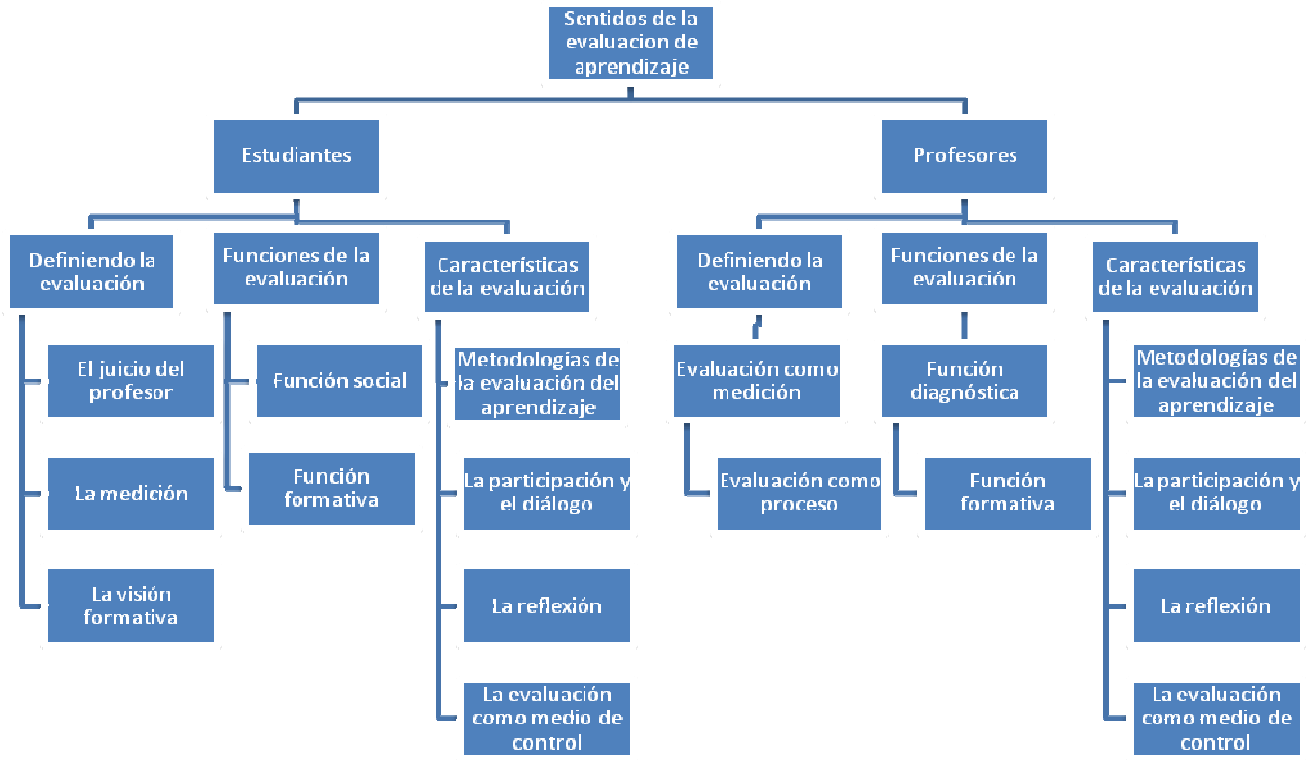 Sentidos de la
evaluacion de
aprendizaje
Estudiantes
Profesores
Definiendo la
evaluación
Funciones de la
evaluación
Características
de la evaluación
Definiendo la
evaluación
Funciones de la
evaluación
Características
de la evaluación
El juicio del
profesor
La medición
La visión
formativa
Función social
Función
formativa
Metodologías de
la evaluación del
aprendizaje
La participación y
el diálogo
La reflexión
La evaluación
como medio de
control
Evaluación como
medición
Evaluación como
proceso
Función
diagnóstica
Función
formativa
Metodologías de
la evaluación del
aprendizaje
La participación y
el diálogo
La reflexión
La evaluación
como medio de
control